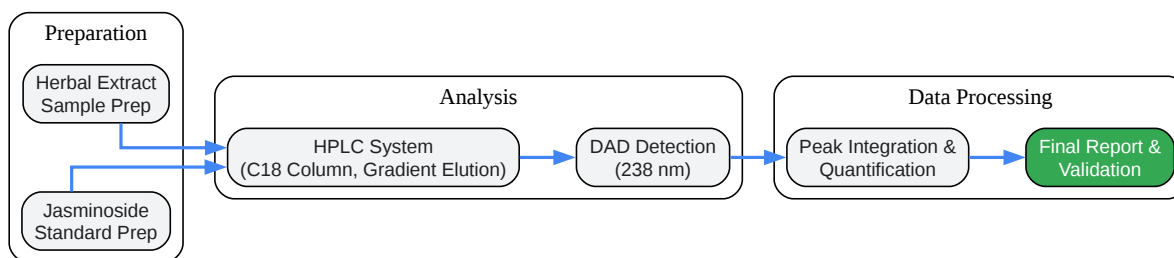 Preparation
Herbal Extract
Sample Prep
Jasminoside
Standard Prep
Analysis
HPLC System
(C18 Column, Gradient Elution)
DAD Detection
(238 nm)
Data Processing
Peak Integration &
Quantification
Final Report &
Validation